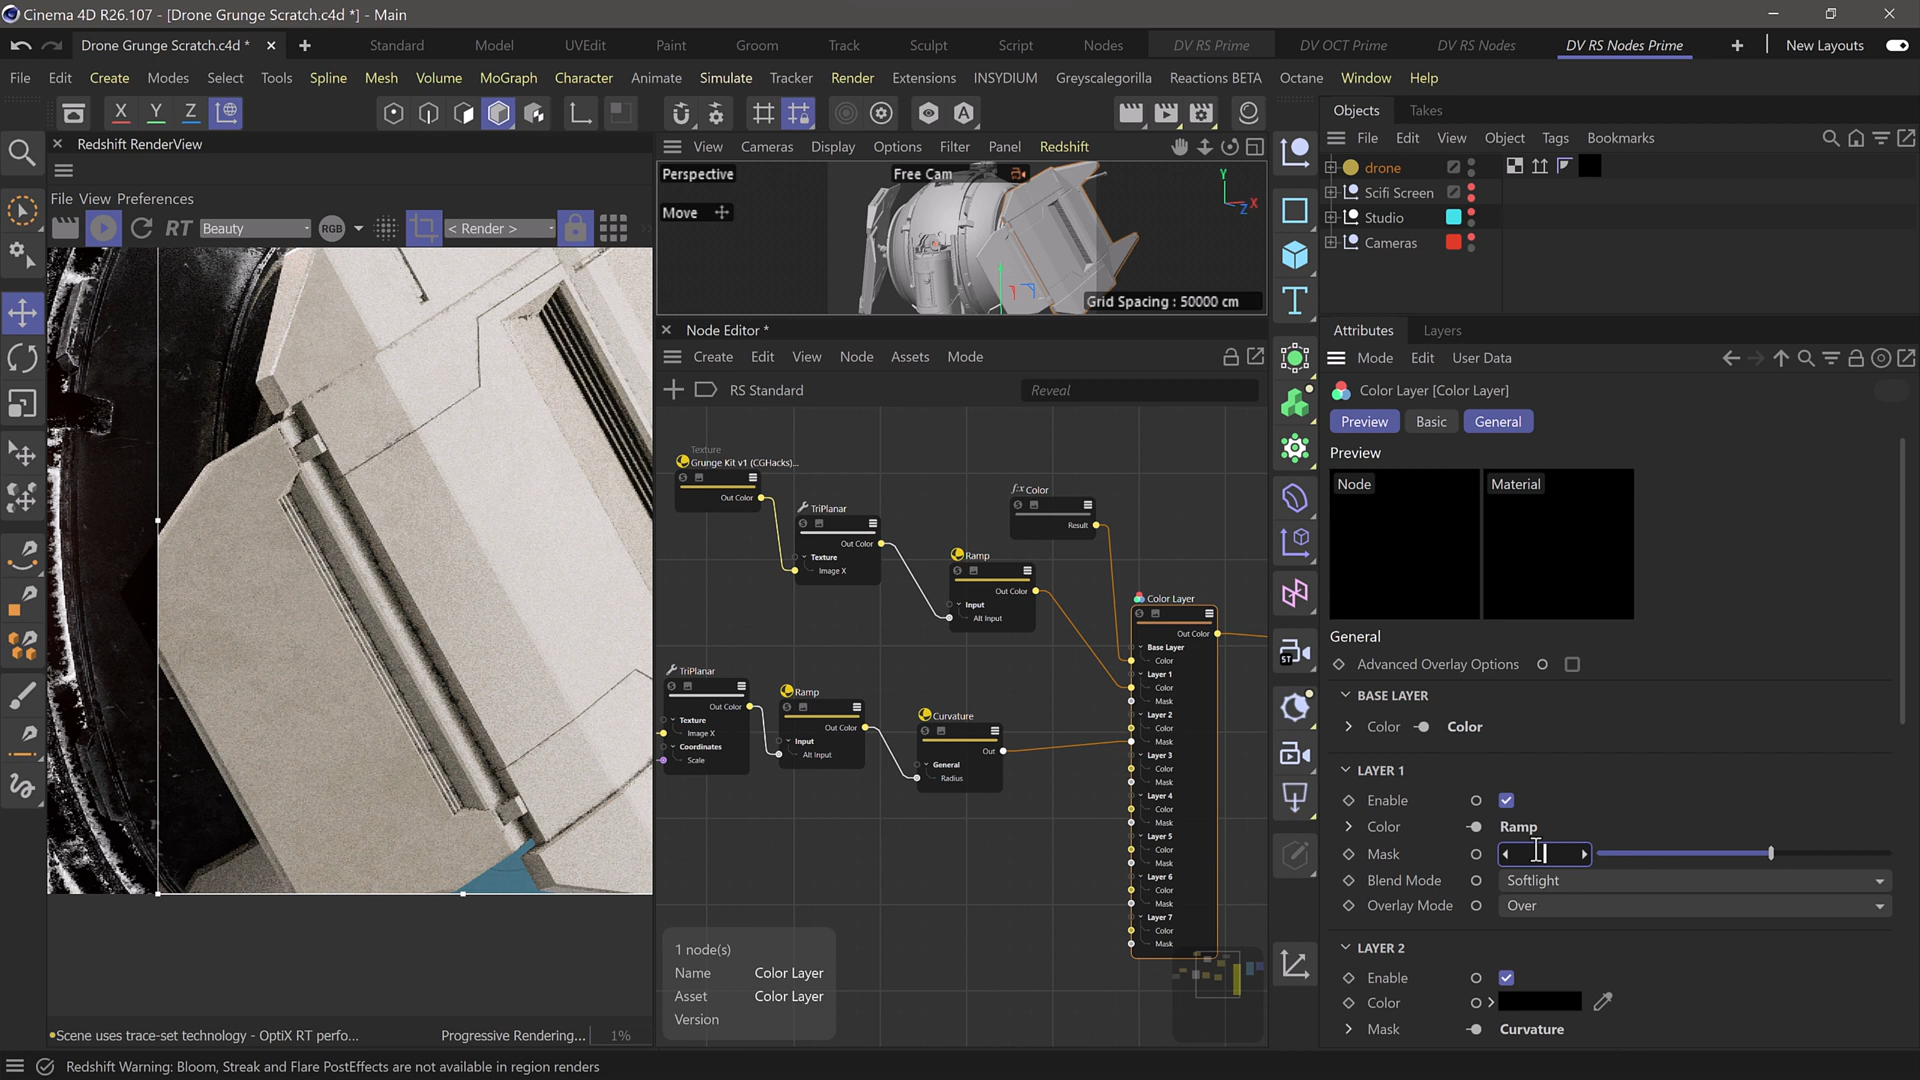 Cinema 4D R26.107 - [Drone Grunge Scratch.c4d *] - Main
Drone Grunge Scratch.c4d *
Standard
Model
UVEdit
Paint
Groom
Track
Sculpt
Script
Nodes
DV RS Prime
DV OCT Prime
DV RS Nodes
DV RS Nodes Prime
New Layouts
File Edit Create Modes Select Tools Spline Mesh Volume MoGraph Character Animate Simulate Tracker Render Extensions INSYDIUM Greyscalegorilla Reactions BETA Octane Window Help
X Y Z
Redshift RenderView
File View Preferences
RT
Beauty
RGB
< Render >
Scene uses trace-set technology - OptiX RT perfo...
Progressive Rendering...
1%
View Cameras Display Options Filter Panel Redshift
Perspective
Free Cam
Move
Y
Z
X
Grid Spacing : 50000 cm
Node Editor *
Create Edit View Node Assets Mode
RS Standard
Reveal
Texture
Grunge Kit v1 (CGHacks)...
Out Color
TriPlanar
Out Color
Texture
Image X
Color
Result
Ramp
Out Color
Input
Alt Input
TriPlanar
Out Color
Texture
Image X
Coordinates
Scale
Ramp
Out Color
Input
Alt Input
Curvature
Out
General
Radius
Color Layer
Out Color
Base Layer
Color
Layer 1
Color
Mask
Layer 2
Color
Mask
Layer 3
Color
Mask
Layer 4
Color
Mask
Layer 5
Color
Mask
Layer 6
Color
Mask
Layer 7
Color
Mask
1 node(s)
Name Color Layer
Asset Color Layer
Version
ST
Objects Takes
File Edit View Object Tags Bookmarks
drone
Scifi Screen
Studio
Cameras
Attributes Layers
Mode Edit User Data
Color Layer [Color Layer]
Preview Basic General
Preview
Node
Material
General
Advanced Overlay Options
BASE LAYER
Color Color
LAYER 1
Enable
Color Ramp
Mask
Blend Mode Softlight
Overlay Mode Over
LAYER 2
Enable
Color
Mask Curvature
Redshift Warning: Bloom, Streak and Flare PostEffects are not available in region renders